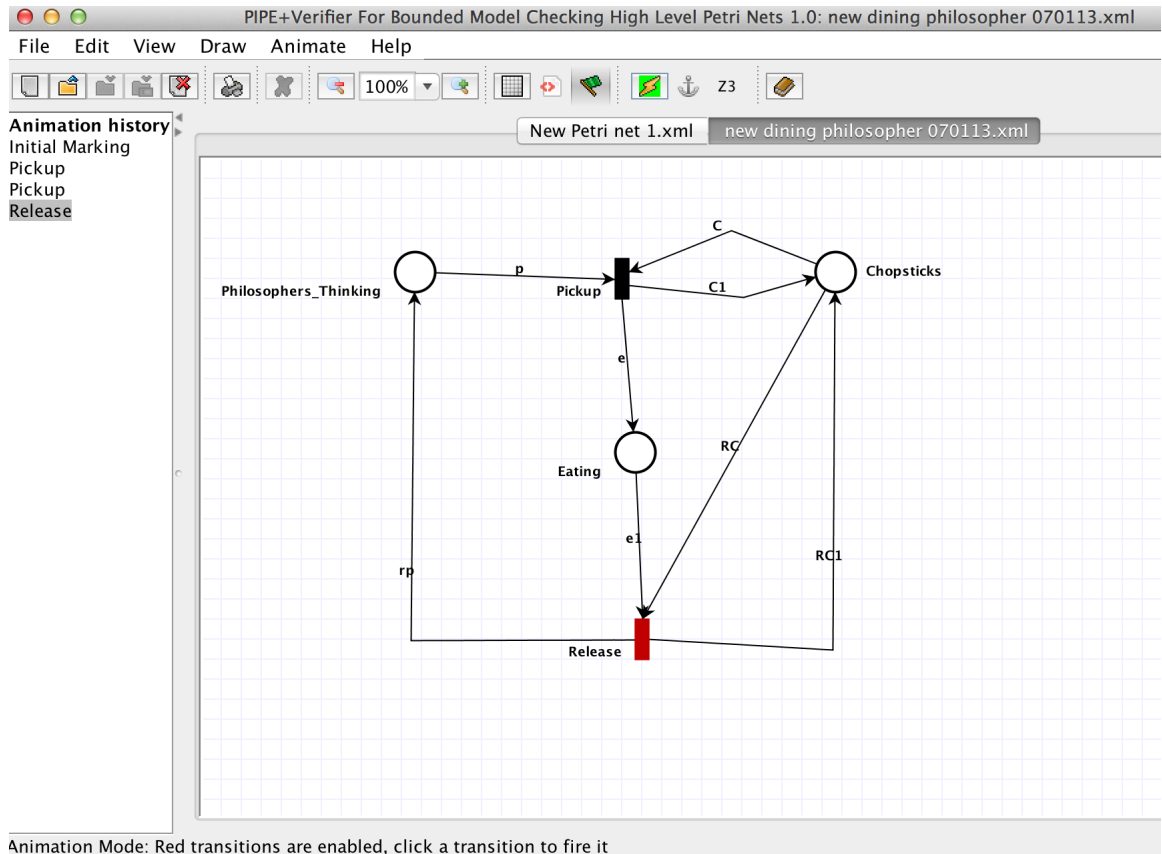 PIPE+Verifier For Bounded Model Checking High Level Petri Nets 1.0: new dining philosopher 070113.xml
File Edit View Draw Animate Help
100% Z3
New Petri net 1.xml new dining philosopher 070113.xml
Animation history
Initial Marking
Pickup
Pickup
Release
C
p
Chopsticks
Philosophers_Thinking
Pickup
C1
e
RC
Eating
e1
RC1
rp
Release
Animation Mode: Red transitions are enabled, click a transition to fire it